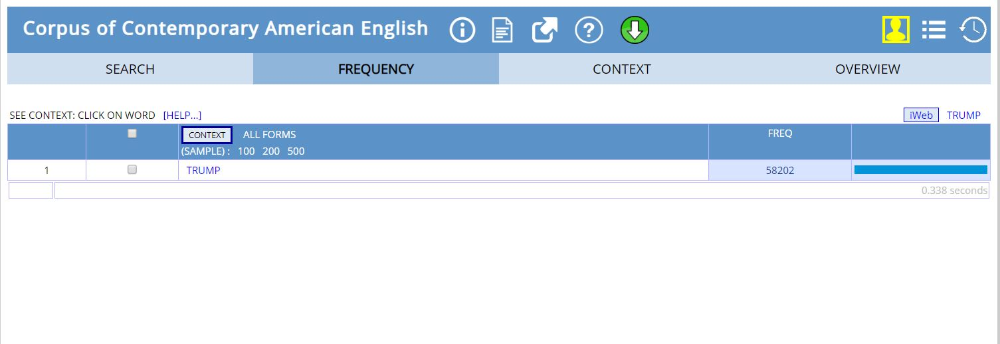 Corpus of Contemporary American English
SEARCH FREQUENCY CONTEXT OVERVIEW
SEE CONTEXT: CLICK ON WORD [HELP...] iWeb TRUMP
CONTEXT ALL FORMS FREQ
(SAMPLE) : 100 200 500
1 TRUMP 58202
0.338 seconds